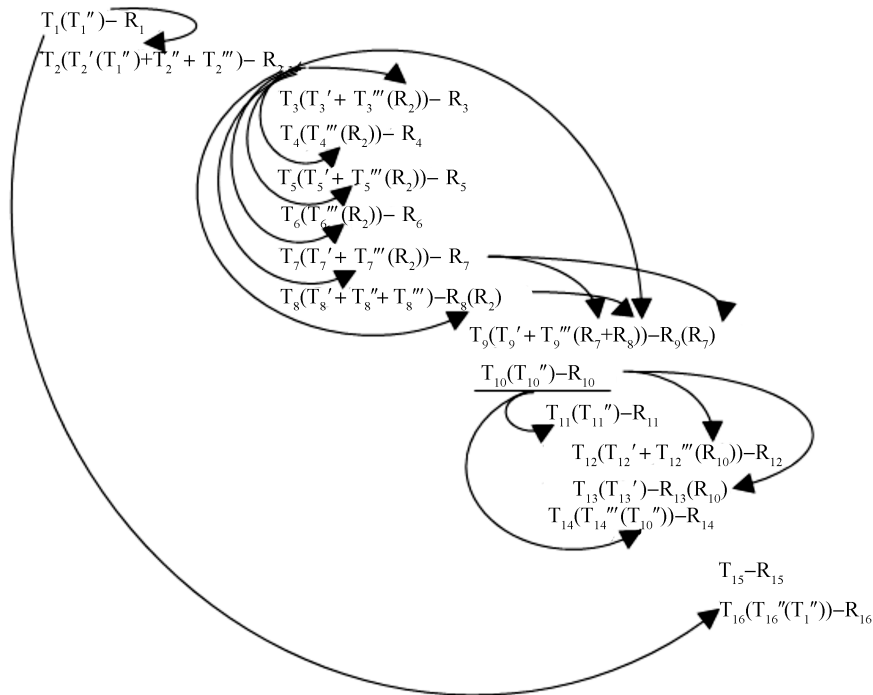 T₁(T₁″)– R₁
T₂(T₂′(T₁″)+T₂″ + T₂‴)– R₂
T₃(T₃′+ T₃‴(R₂))– R₃
T₄(T₄‴(R₂))– R₄
T₅(T₅′+ T₅‴(R₂))– R₅
T₆(T₆‴(R₂))– R₆
T₇(T₇′+ T₇‴(R₂))– R₇
T₈(T₈′+ T₈″+ T₈‴)–R₈(R₂)
T₉(T₉′+ T₉‴(R₇+R₈))–R₉(R₇)
T₁₀(T₁₀″)–R₁₀
T₁₁(T₁₁″)–R₁₁
T₁₂(T₁₂′+ T₁₂‴(R₁₀))–R₁₂
T₁₃(T₁₃′)–R₁₃(R₁₀)
T₁₄(T₁₄‴(T₁₀″))–R₁₄
T₁₅–R₁₅
T₁₆(T₁₆″(T₁″))–R₁₆